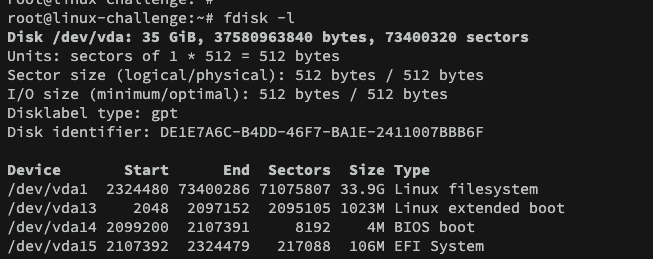 root@linux-challenge:~# fdisk -l
Disk /dev/vda: 35 GiB, 37580963840 bytes, 73400320 sectors
Units: sectors of 1 * 512 = 512 bytes
Sector size (logical/physical): 512 bytes / 512 bytes
I/O size (minimum/optimal): 512 bytes / 512 bytes
Disklabel type: gpt
Disk identifier: DE1E7A6C-B4DD-46F7-BA1E-2411007BBB6F
Device Start End Sectors Size Type
/dev/vda1 2324480 73400286 71075807 33.9G Linux filesystem
/dev/vda13 2048 2097152 2095105 1023M Linux extended boot
/dev/vda14 2099200 2107391 8192 4M BIOS boot
/dev/vda15 2107392 2324479 217088 106M EFI System